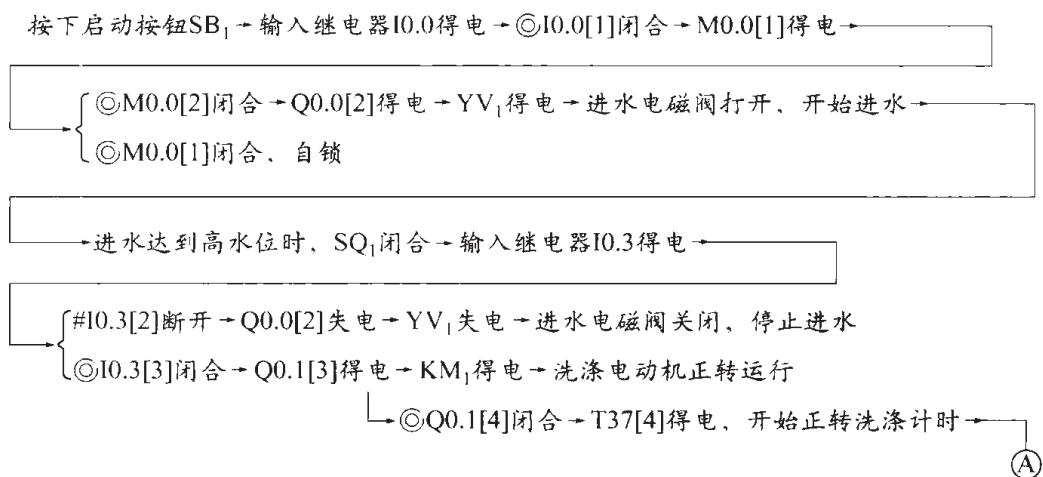 按下启动按钮SB₁→输入继电器I0.0得电→◎I0.0[1]闭合→M0.0[1]得电→
◎M0.0[2]闭合→Q0.0[2]得电→YV₁得电→进水电磁阀打开、开始进水→
◎M0.0[1]闭合、自锁
→进水达到高水位时、SQ₁闭合→输入继电器I0.3得电→
#I0.3[2]断开→Q0.0[2]失电→YV₁失电→进水电磁阀关闭、停止进水
◎I0.3[3]闭合→Q0.1[3]得电→KM₁得电→洗涤电动机正转运行
→◎Q0.1[4]闭合→T37[4]得电、开始正转洗涤计时→
A